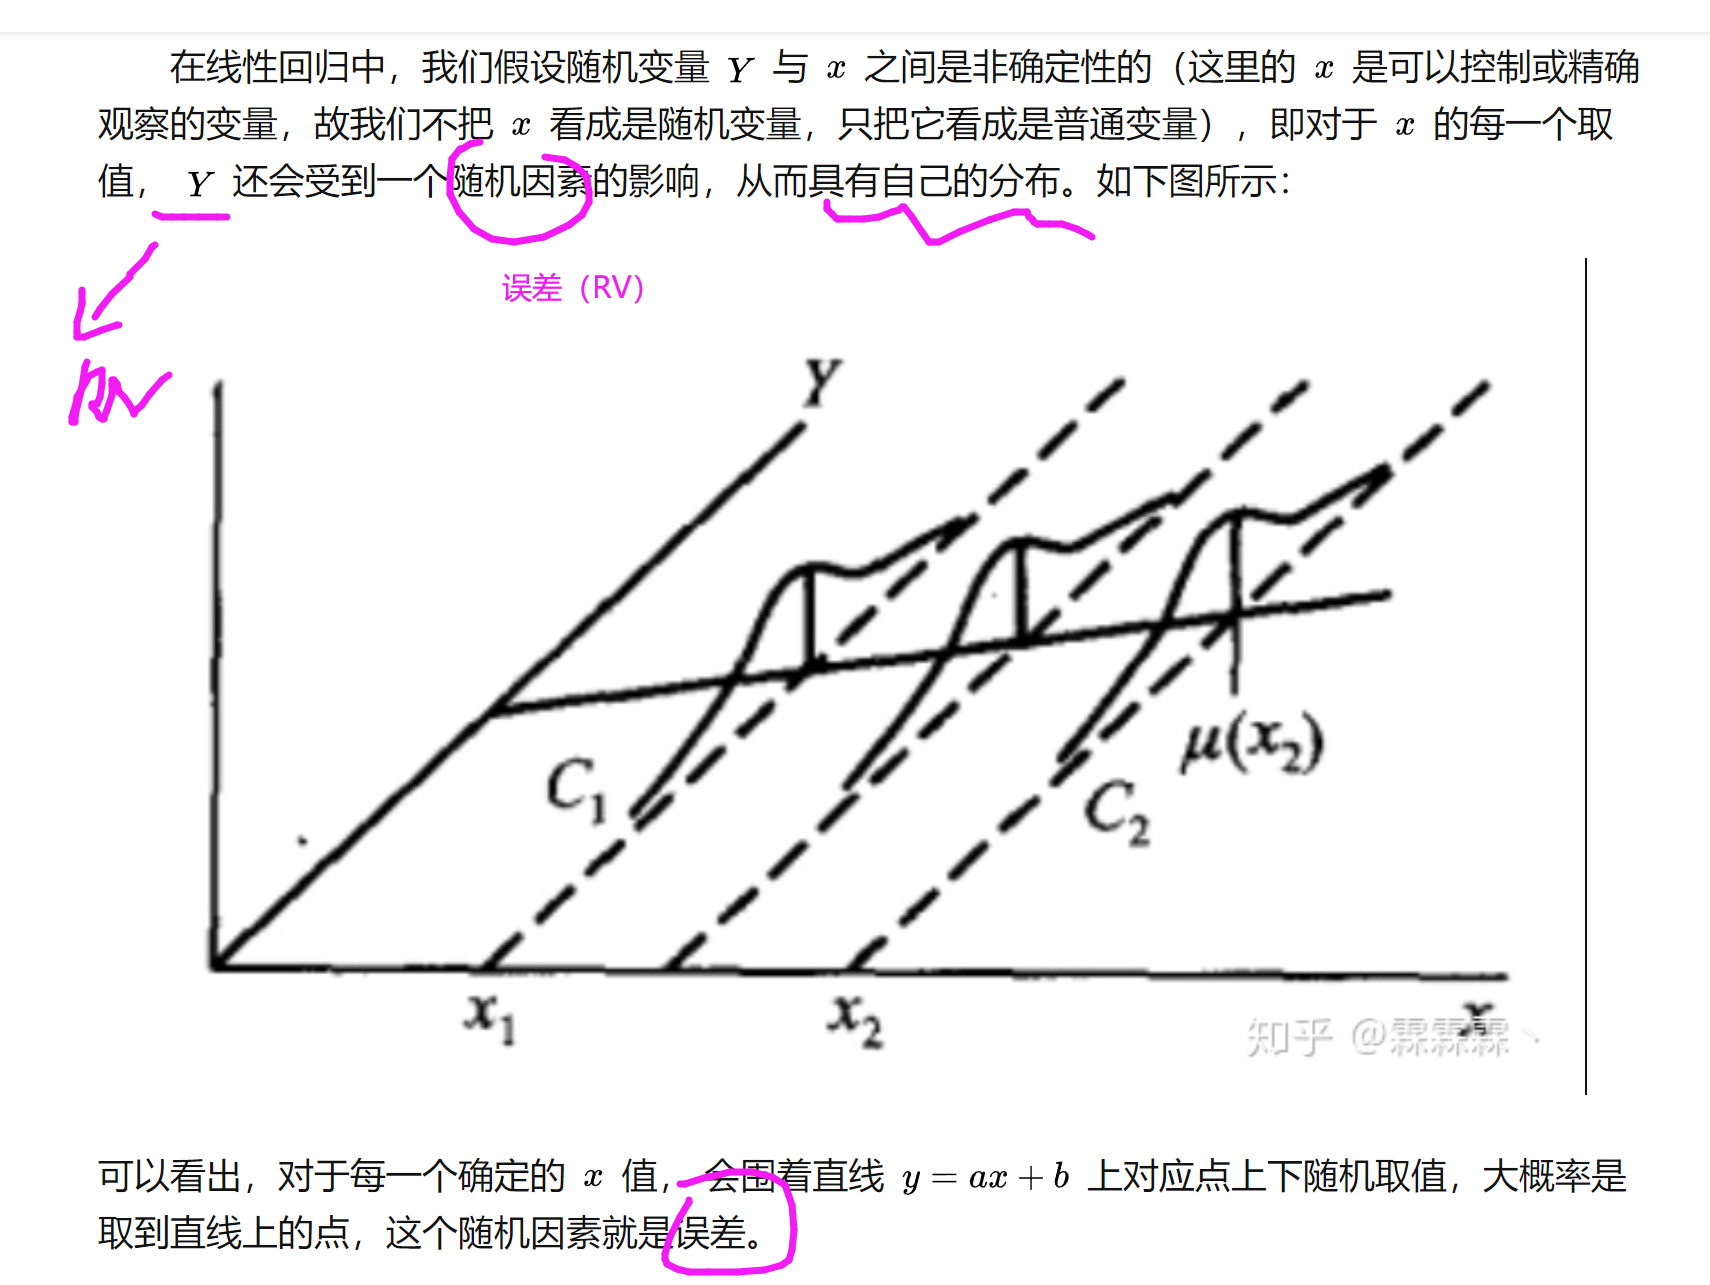 在线性回归中，我们假设随机变量 Y 与 x 之间是非确定性的（这里的 x 是可以控制或精确
观察的变量，故我们不把 x 看成是随机变量，只把它看成是普通变量），即对于 x 的每一个取
值， Y 还会受到一个随机因素的影响，从而具有自己的分布。如下图所示：
误差（RV）
RV
Y
C₁
μ(x₂)
C₂
x₁
x₂
x
知乎 @霖霖霖丶
可以看出，对于每一个确定的 x 值， 会围着直线 y = ax + b 上对应点上下随机取值，大概率是
取到直线上的点，这个随机因素就是误差。